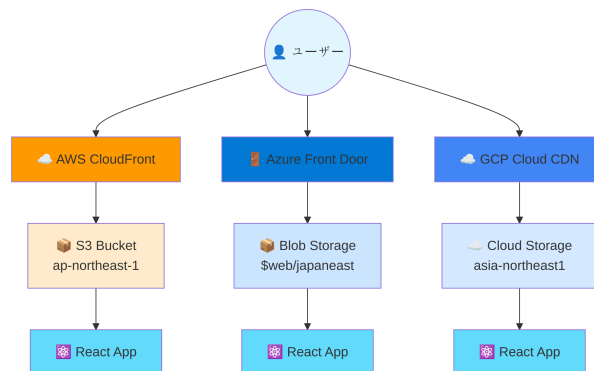 👤 ユーザー
☁️ AWS CloudFront
🚪 Azure Front Door
☁️ GCP Cloud CDN
📦 S3 Bucket
ap-northeast-1
📦 Blob Storage
$web/japaneast
☁️ Cloud Storage
asia-northeast1
⚛️ React App
⚛️ React App
⚛️ React App